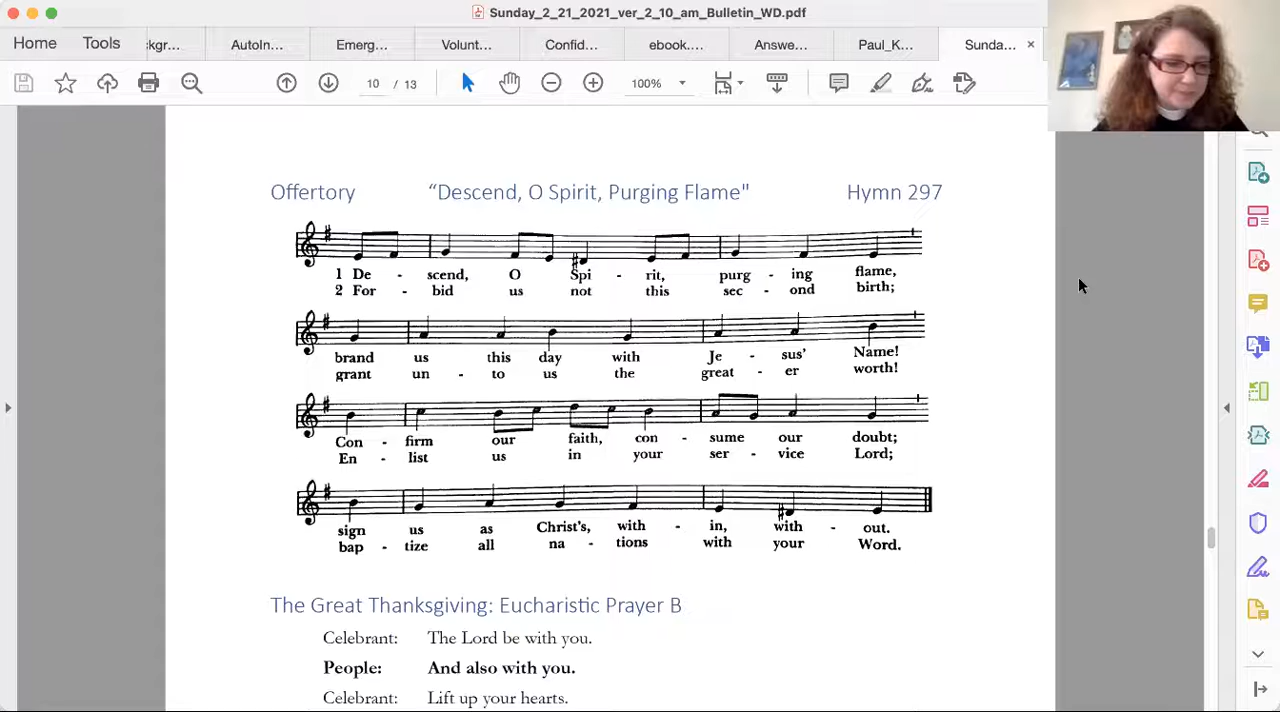 Sunday_2_21_2021_ver_2_10_am_Bulletin_WD.pdf
Home Tools kgr... AutoIn... Emerg... Volunt... Confid... ebook.... Answe... Paul_K... Sunda... ×
10 / 13 100%
Offertory “Descend, O Spirit, Purging Flame" Hymn 297
1 De - scend, O Spi - rit, purg - ing flame,
2 For - bid us not this sec - ond birth;
brand us this day with Je - sus’ Name!
grant un - to us the great - er worth!
Con - firm our faith, con - sume our doubt;
En - list us in your ser - vice Lord;
sign us as Christ’s, with - in, with - out.
bap - tize all na - tions with your Word.
The Great Thanksgiving: Eucharistic Prayer B
Celebrant: The Lord be with you.
People: And also with you.
Celebrant: Lift up your hearts.